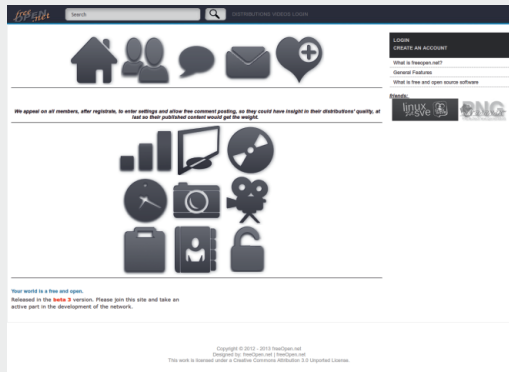 free OPEN .net
Search
DISTRIBUTIONS VIDEOS LOGIN
LOGIN
CREATE AN ACCOUNT
What is freeopen.net?
General Features
What is free and open source software
friends:
linux
sve
PNG
We appeal on all members, after registrate, to enter settings and allow free comment posting, so they could have insight in their distributions' quality, at
last so their published content would get the weight.
Your world is a free and open.
Released in the beta 3 version. Please join this site and take an
active part in the development of the network.
Copyright © 2012 - 2013 freeOpen.net
Designed by: freeOpen.net | freeOpen.net
This work is licensed under a Creative Commons Attribution 3.0 Unported License.